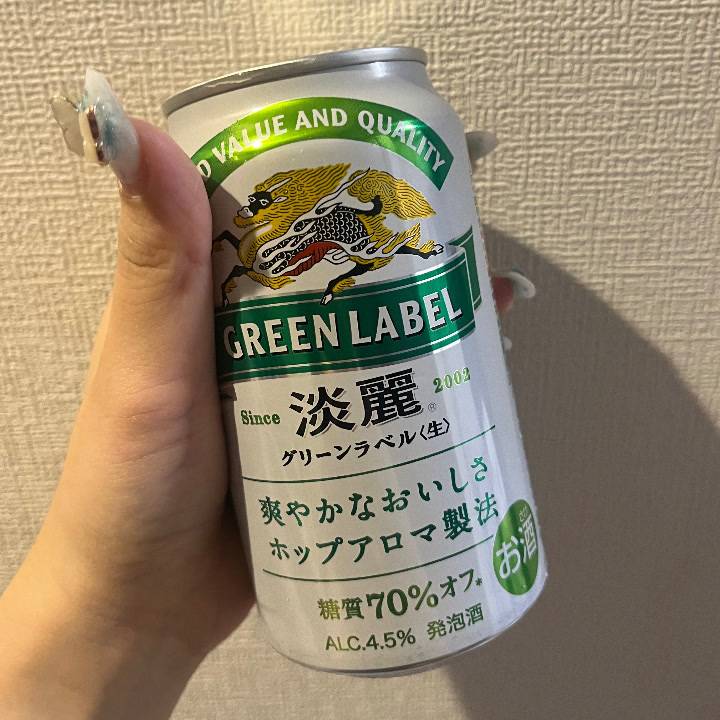 VALUE AND QUALITY
GREEN LABEL
Since 淡麗® 2002
グリーンラベル〈生〉
爽やかなおいしさ
ホップアロマ製法
お酒
糖質70%オフ*
ALC.4.5% 発泡酒